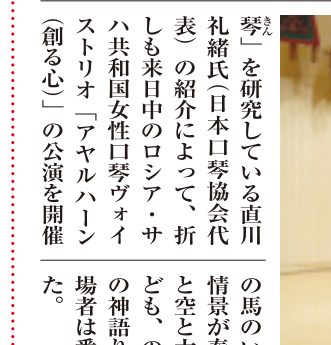 琴」を研究している直川
礼緒氏（日本口琴協会代
表）の紹介によって、折
しも来日中のロシア・サ
ハ共和国女性口琴ヴォイ
ストリオ「アヤルハーン
（創る心）」の公演を開催
の馬のい
情景が
と空と
ども、の
の神語り
場者は
た。